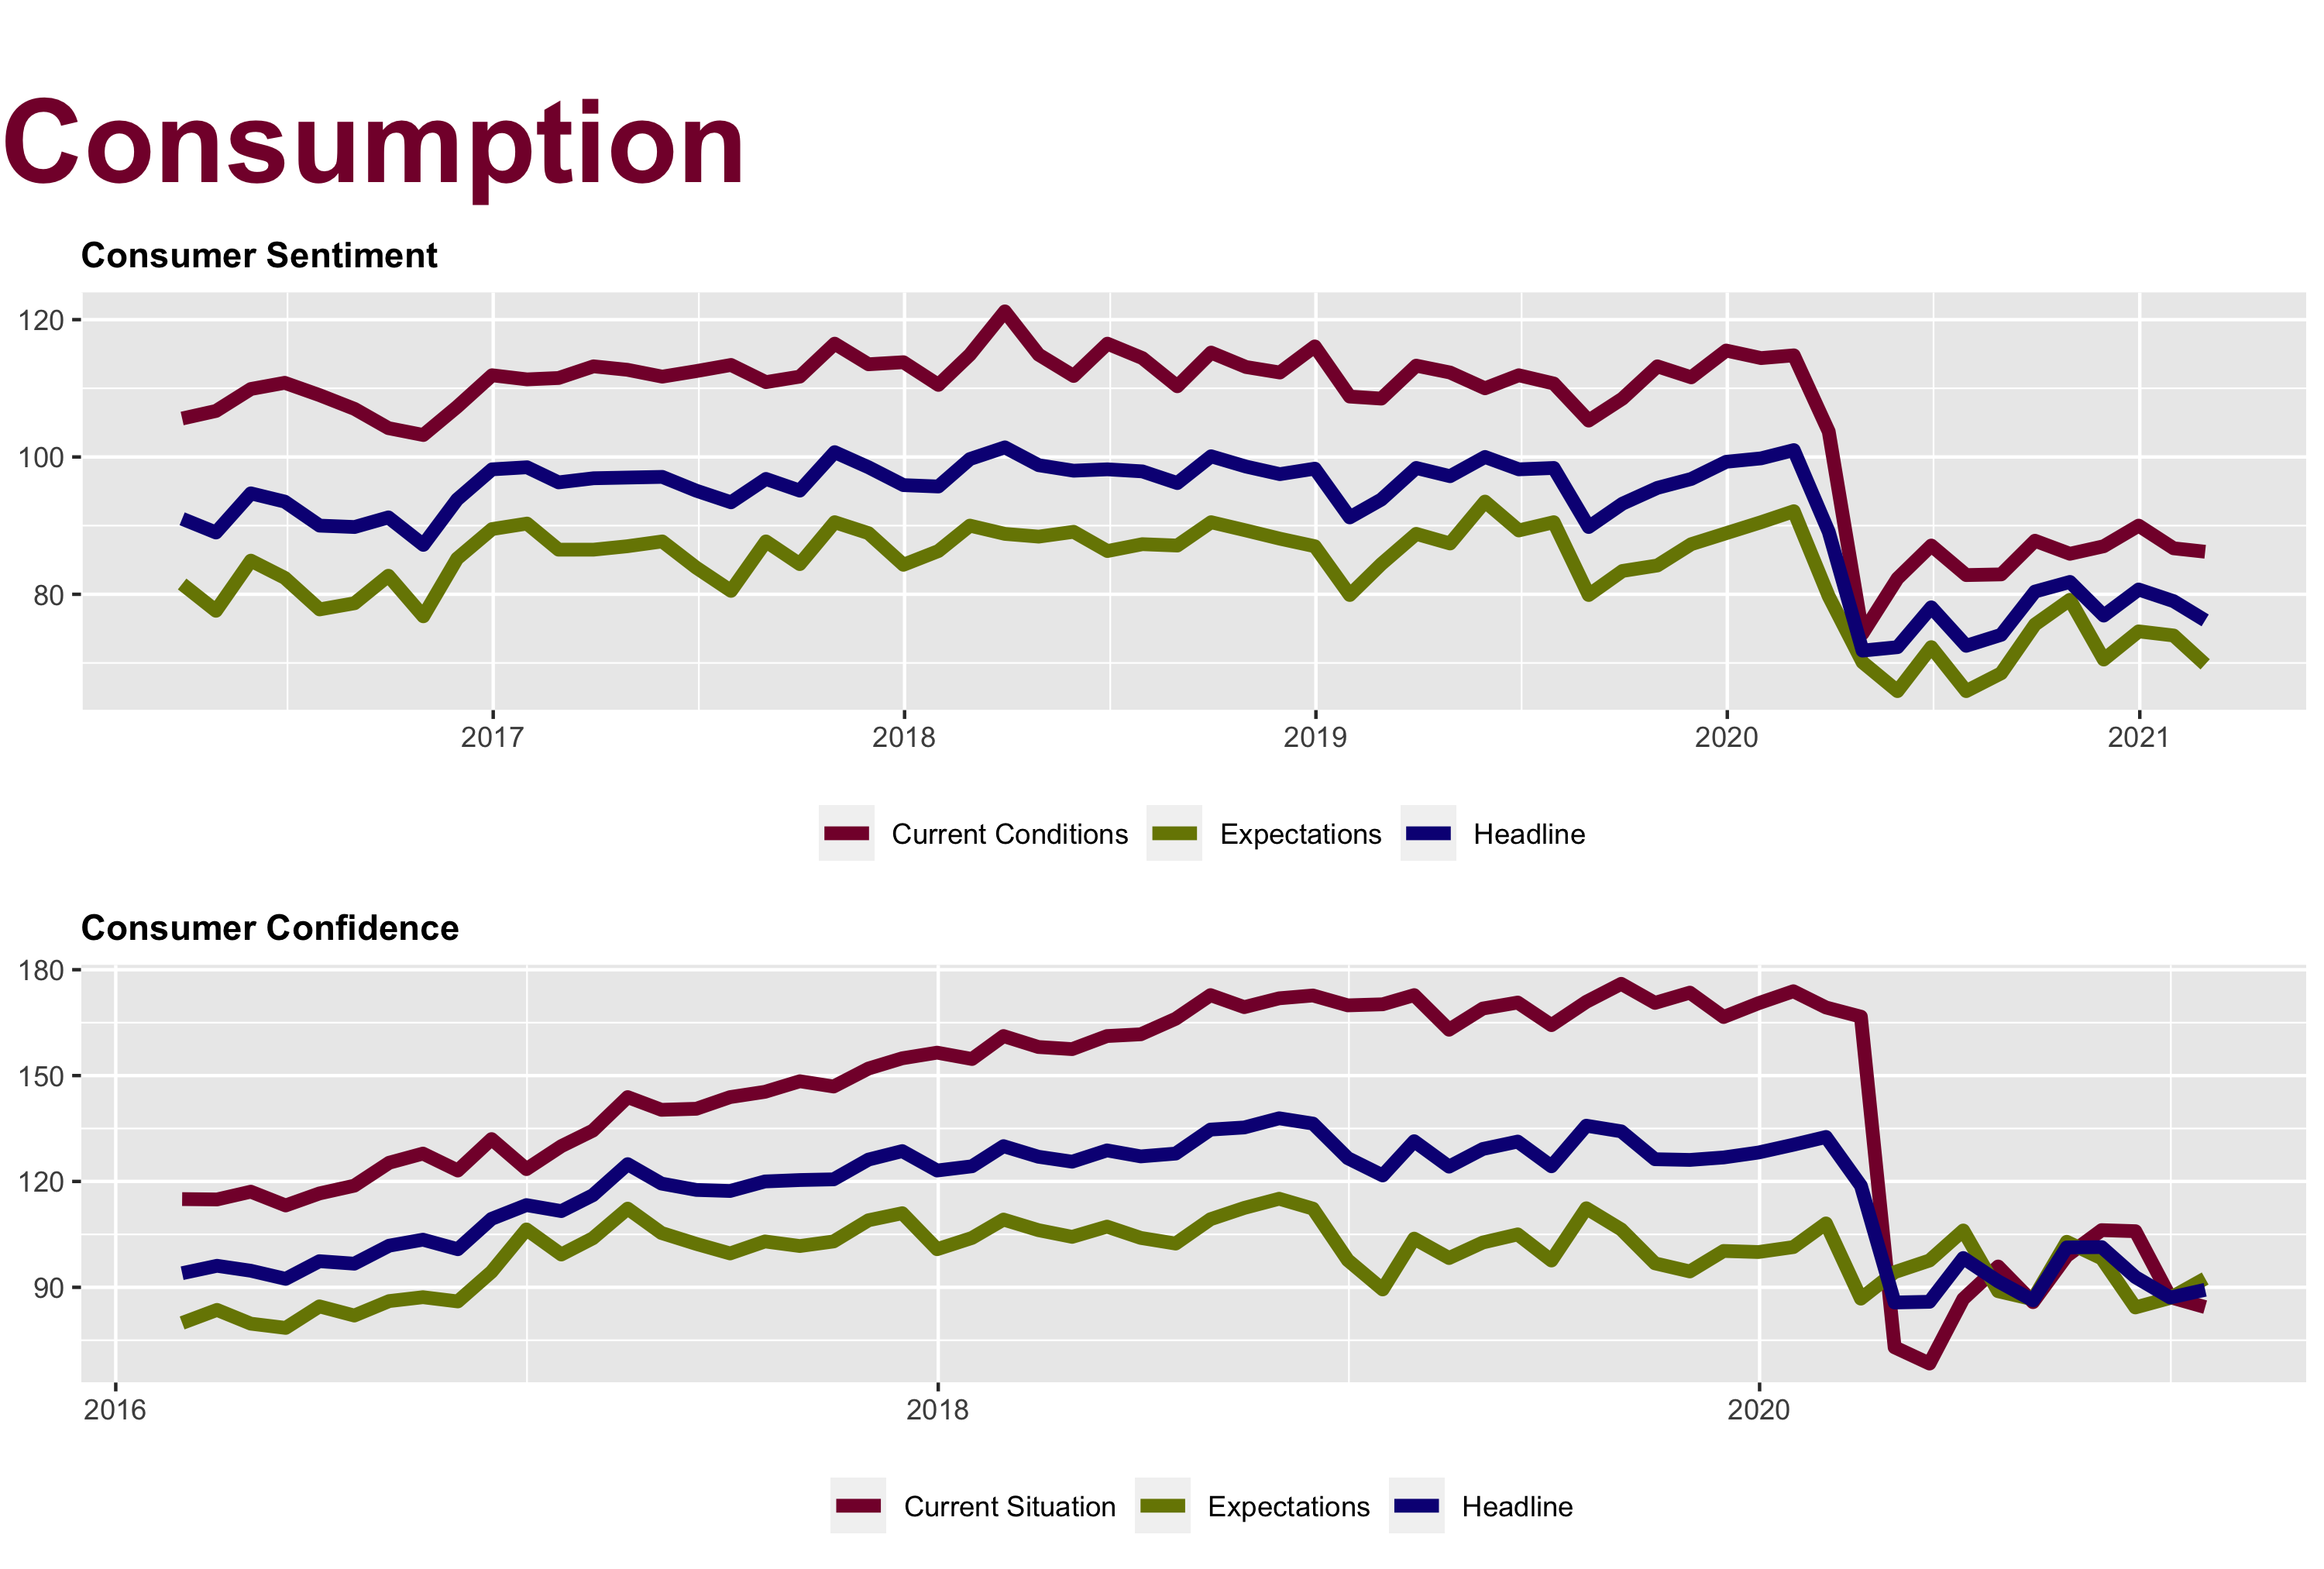 Consumption
Consumer Sentiment
120
100
80
2017 2018 2019 2020 2021
Current Conditions Expectations Headline
Consumer Confidence
180
150
120
90
2016 2018 2020
Current Situation Expectations Headline